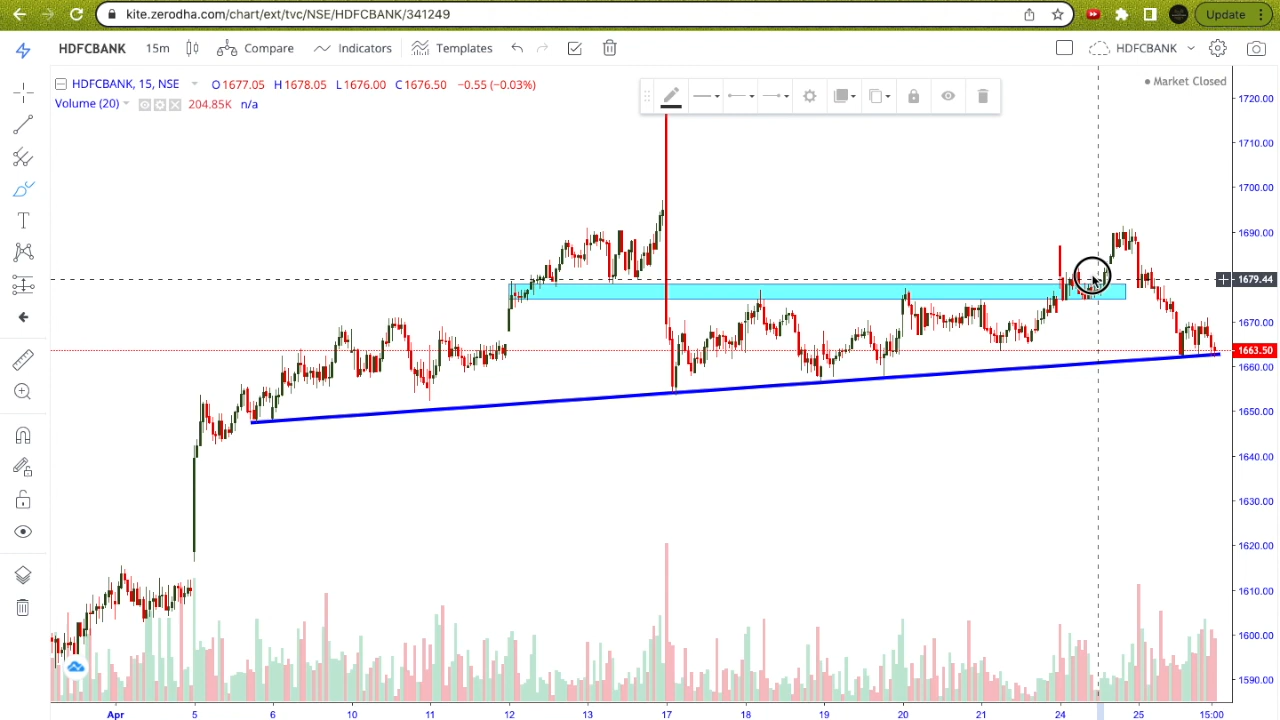 kite.zerodha.com/chart/ext/tvc/NSE/HDFCBANK/341249
Update
HDFCBANK 15m Compare Indicators Templates HDFCBANK
HDFCBANK, 15, NSE O1677.05 H1678.05 L1676.00 C1676.50 −0.55 (−0.03%)
Market Closed
Volume (20) 204.85K n/a
1720.00
1710.00
1700.00
1690.00
1679.44
1670.00
1663.50
1660.00
1650.00
1640.00
1630.00
1620.00
1610.00
1600.00
1590.00
Apr 5 6 10 11 12 13 17 18 19 20 21 24 25 15:00